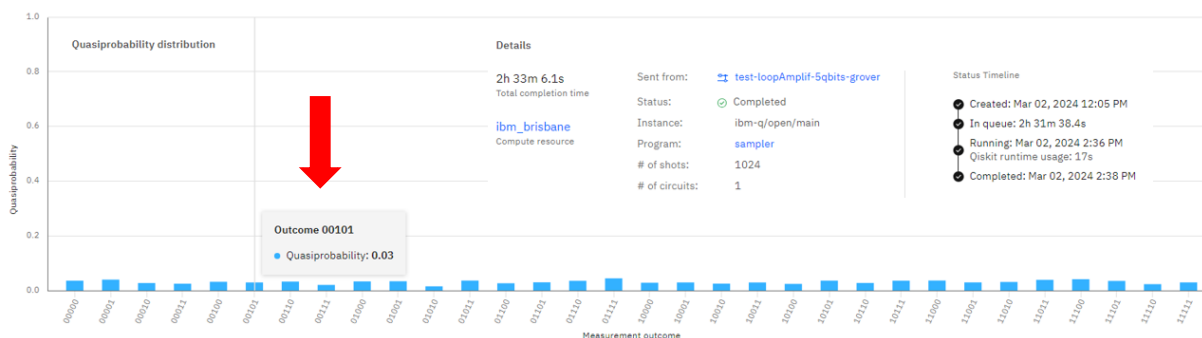 Quasiprobability distribution
1.0
0.8
0.6
0.4
0.2
0.0
Quasiprobability
Details
2h 33m 6.1s
Total completion time
ibm_brisbane
Compute resource
Sent from: test-loopAmplif-5qbits-grover
Status: Completed
Instance: ibm-q/open/main
Program: sampler
# of shots: 1024
# of circuits: 1
Status Timeline
Created: Mar 02, 2024 12:05 PM
In queue: 2h 31m 38.4s
Running: Mar 02, 2024 2:36 PM
Qiskit runtime usage: 17s
Completed: Mar 02, 2024 2:38 PM
Outcome 00101
Quasiprobability: 0.03
00000 00001 00010 00011 00100 00101 00110 00111 01000 01001 01010 01011 01100 01101 01110 01111 10000 10001 10010 10011 10100 10101 10110 10111 11000 11001 11010 11011 11100 11101 11110 11111
Measurement outcome